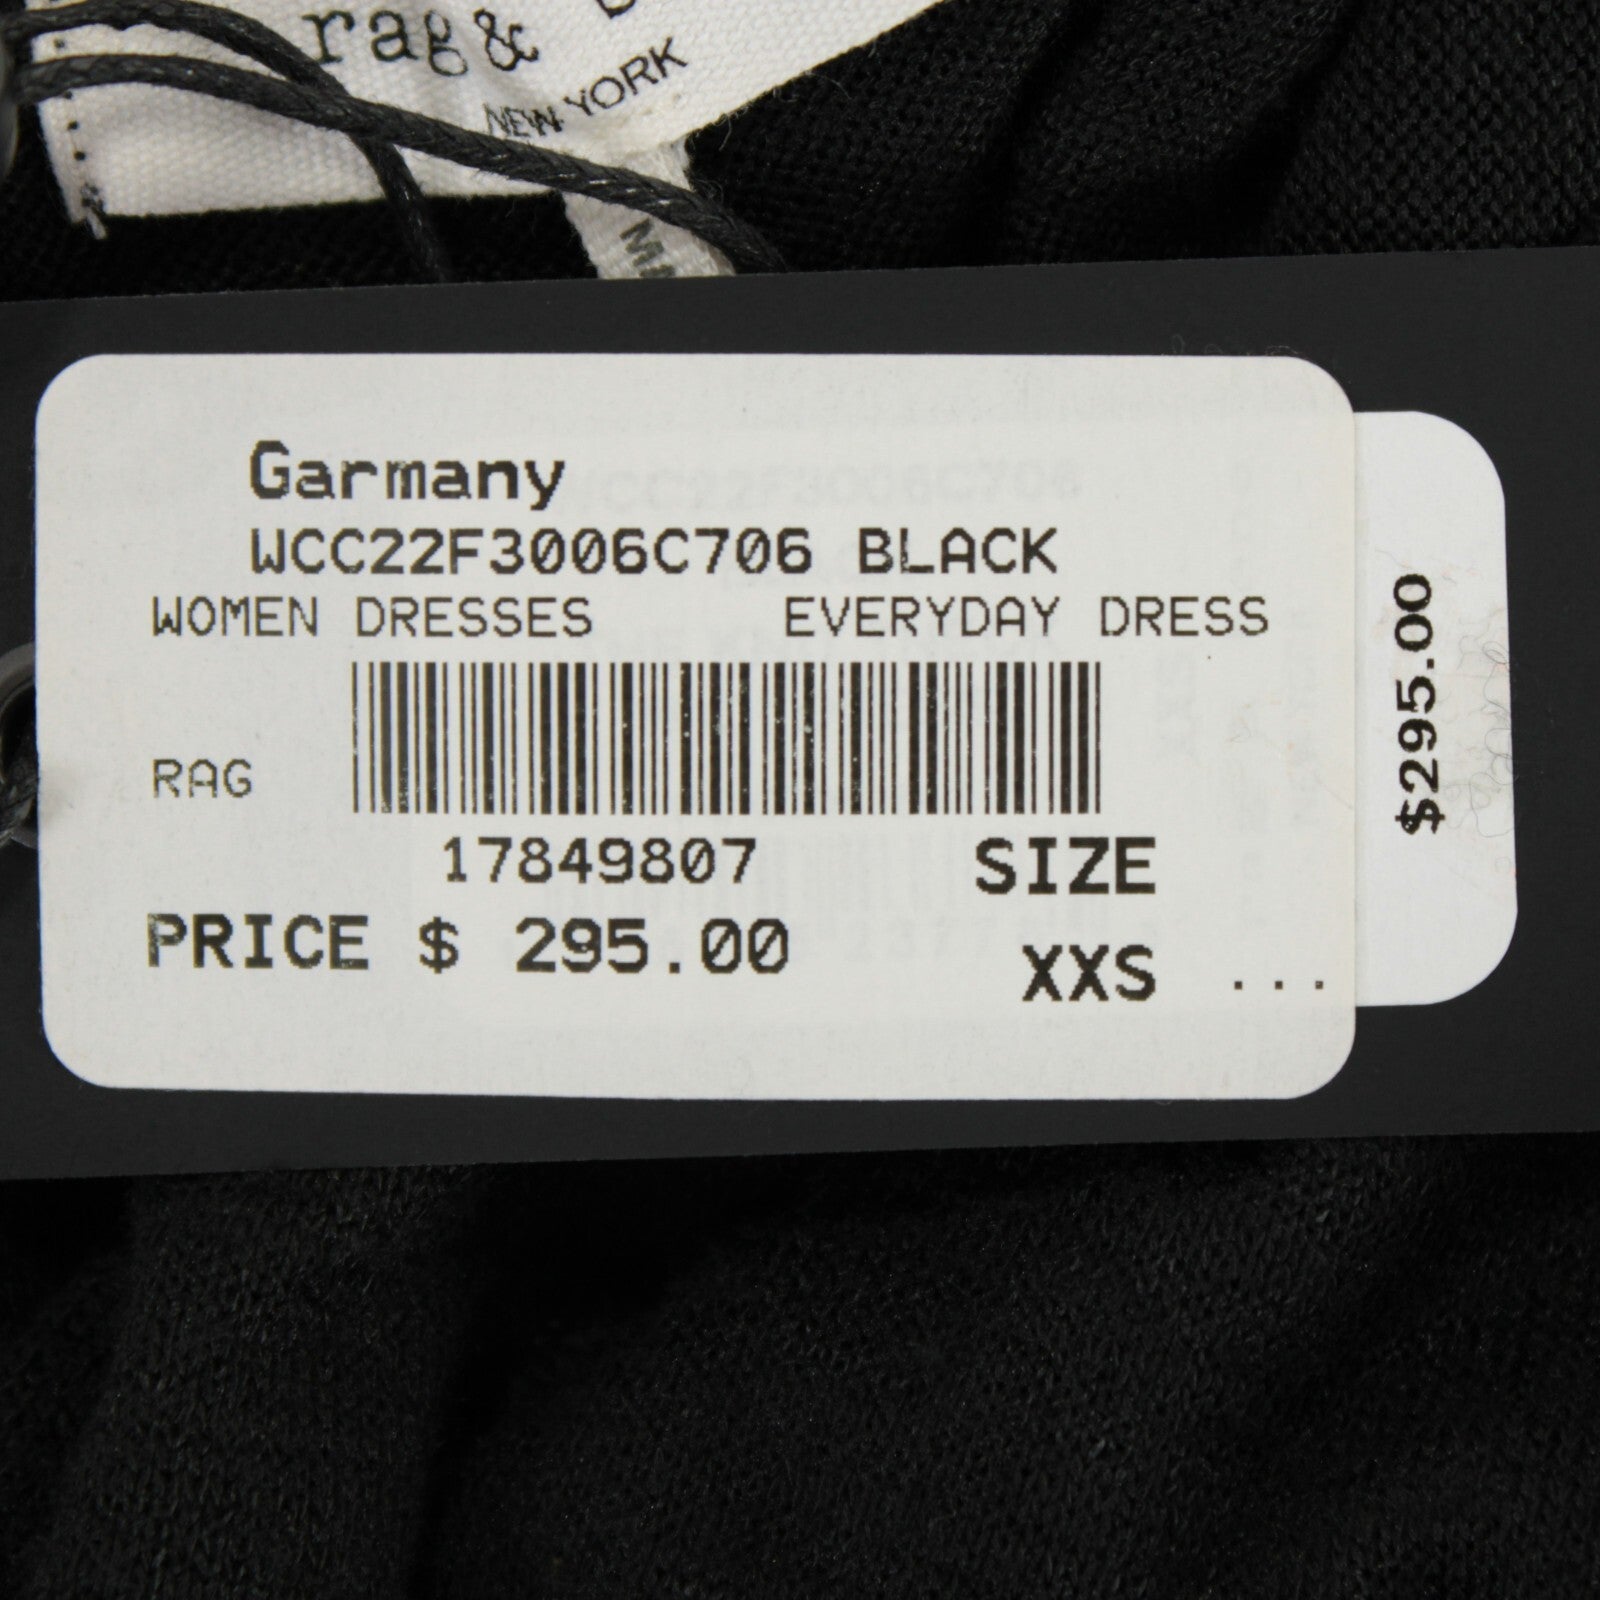 rag &
NEW YORK
Garmany
WCC22F3006C706 BLACK
WOMEN DRESSES EVERYDAY DRESS
RAG
17849807 SIZE
PRICE $ 295.00 XXS ...
$295.00